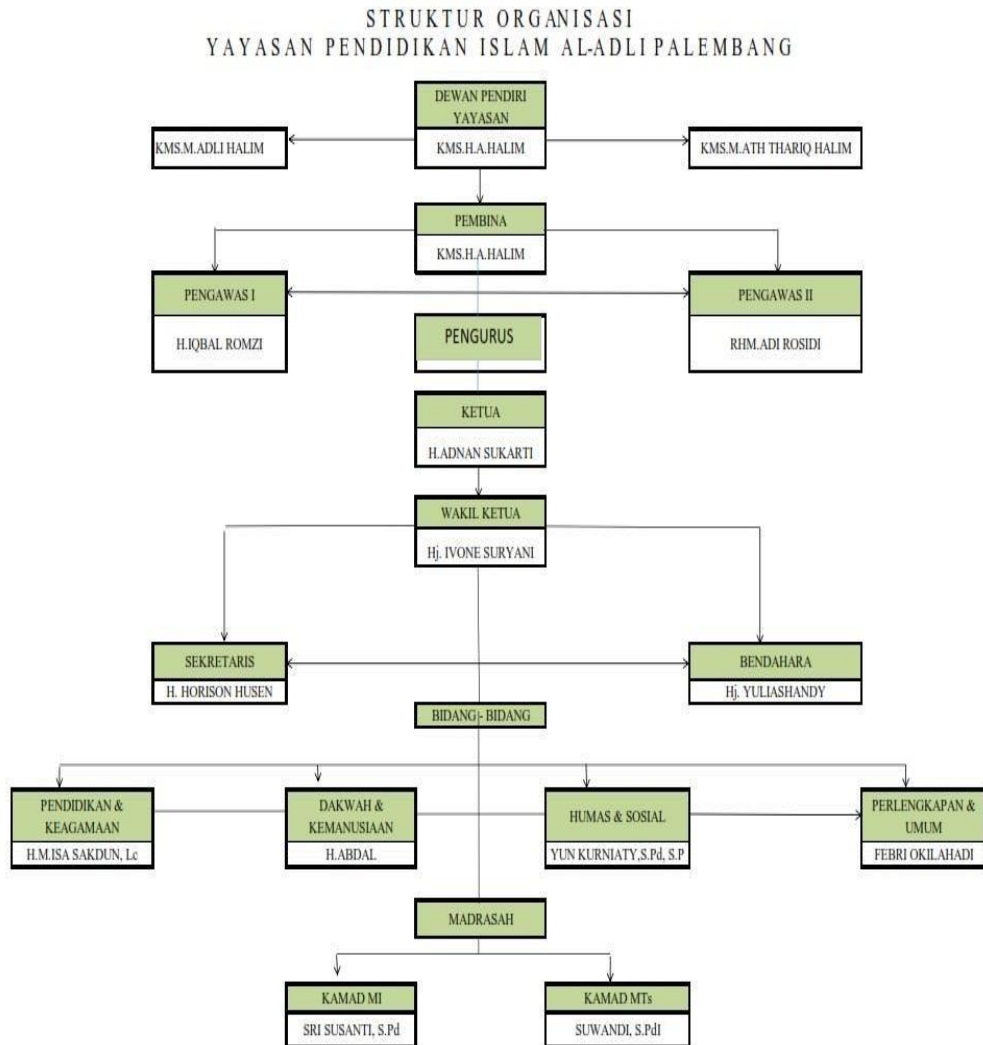 STRUKTUR ORGANISASI
YAYASAN PENDIDIKAN ISLAM AL-ADLI PALEMBANG
DEWAN PENDIRI
YAYASAN
KMS.H.A.HALIM
KMS.M.ADLI HALIM
KMS.M.ATH THARIQ HALIM
PEMBINA
KMS.H.A.HALIM
PENGAWAS I
H.IQBAL ROMZI
PENGAWAS II
RHM.ADI ROSIDI
PENGURUS
KETUA
H.ADNAN SUKARTI
WAKIL KETUA
Hj. IVONE SURYANI
SEKRETARIS
H. HORISON HUSEN
BENDAHARA
Hj. YULIASHANDY
BIDANG - BIDANG
PENDIDIKAN &
KEAGAMAAN
H.M.ISA SAKDUN, Lc
DAKWAH &
KEMANUSIAAN
H.ABDAL
HUMAS & SOSIAL
YUN KURNIATY,S.Pd, S.P
PERLENGKAPAN &
UMUM
FEBRI OKILAHADI
MADRASAH
KAMAD MI
SRI SUSANTI, S.Pd
KAMAD MTs
SUWANDI, S.PdI